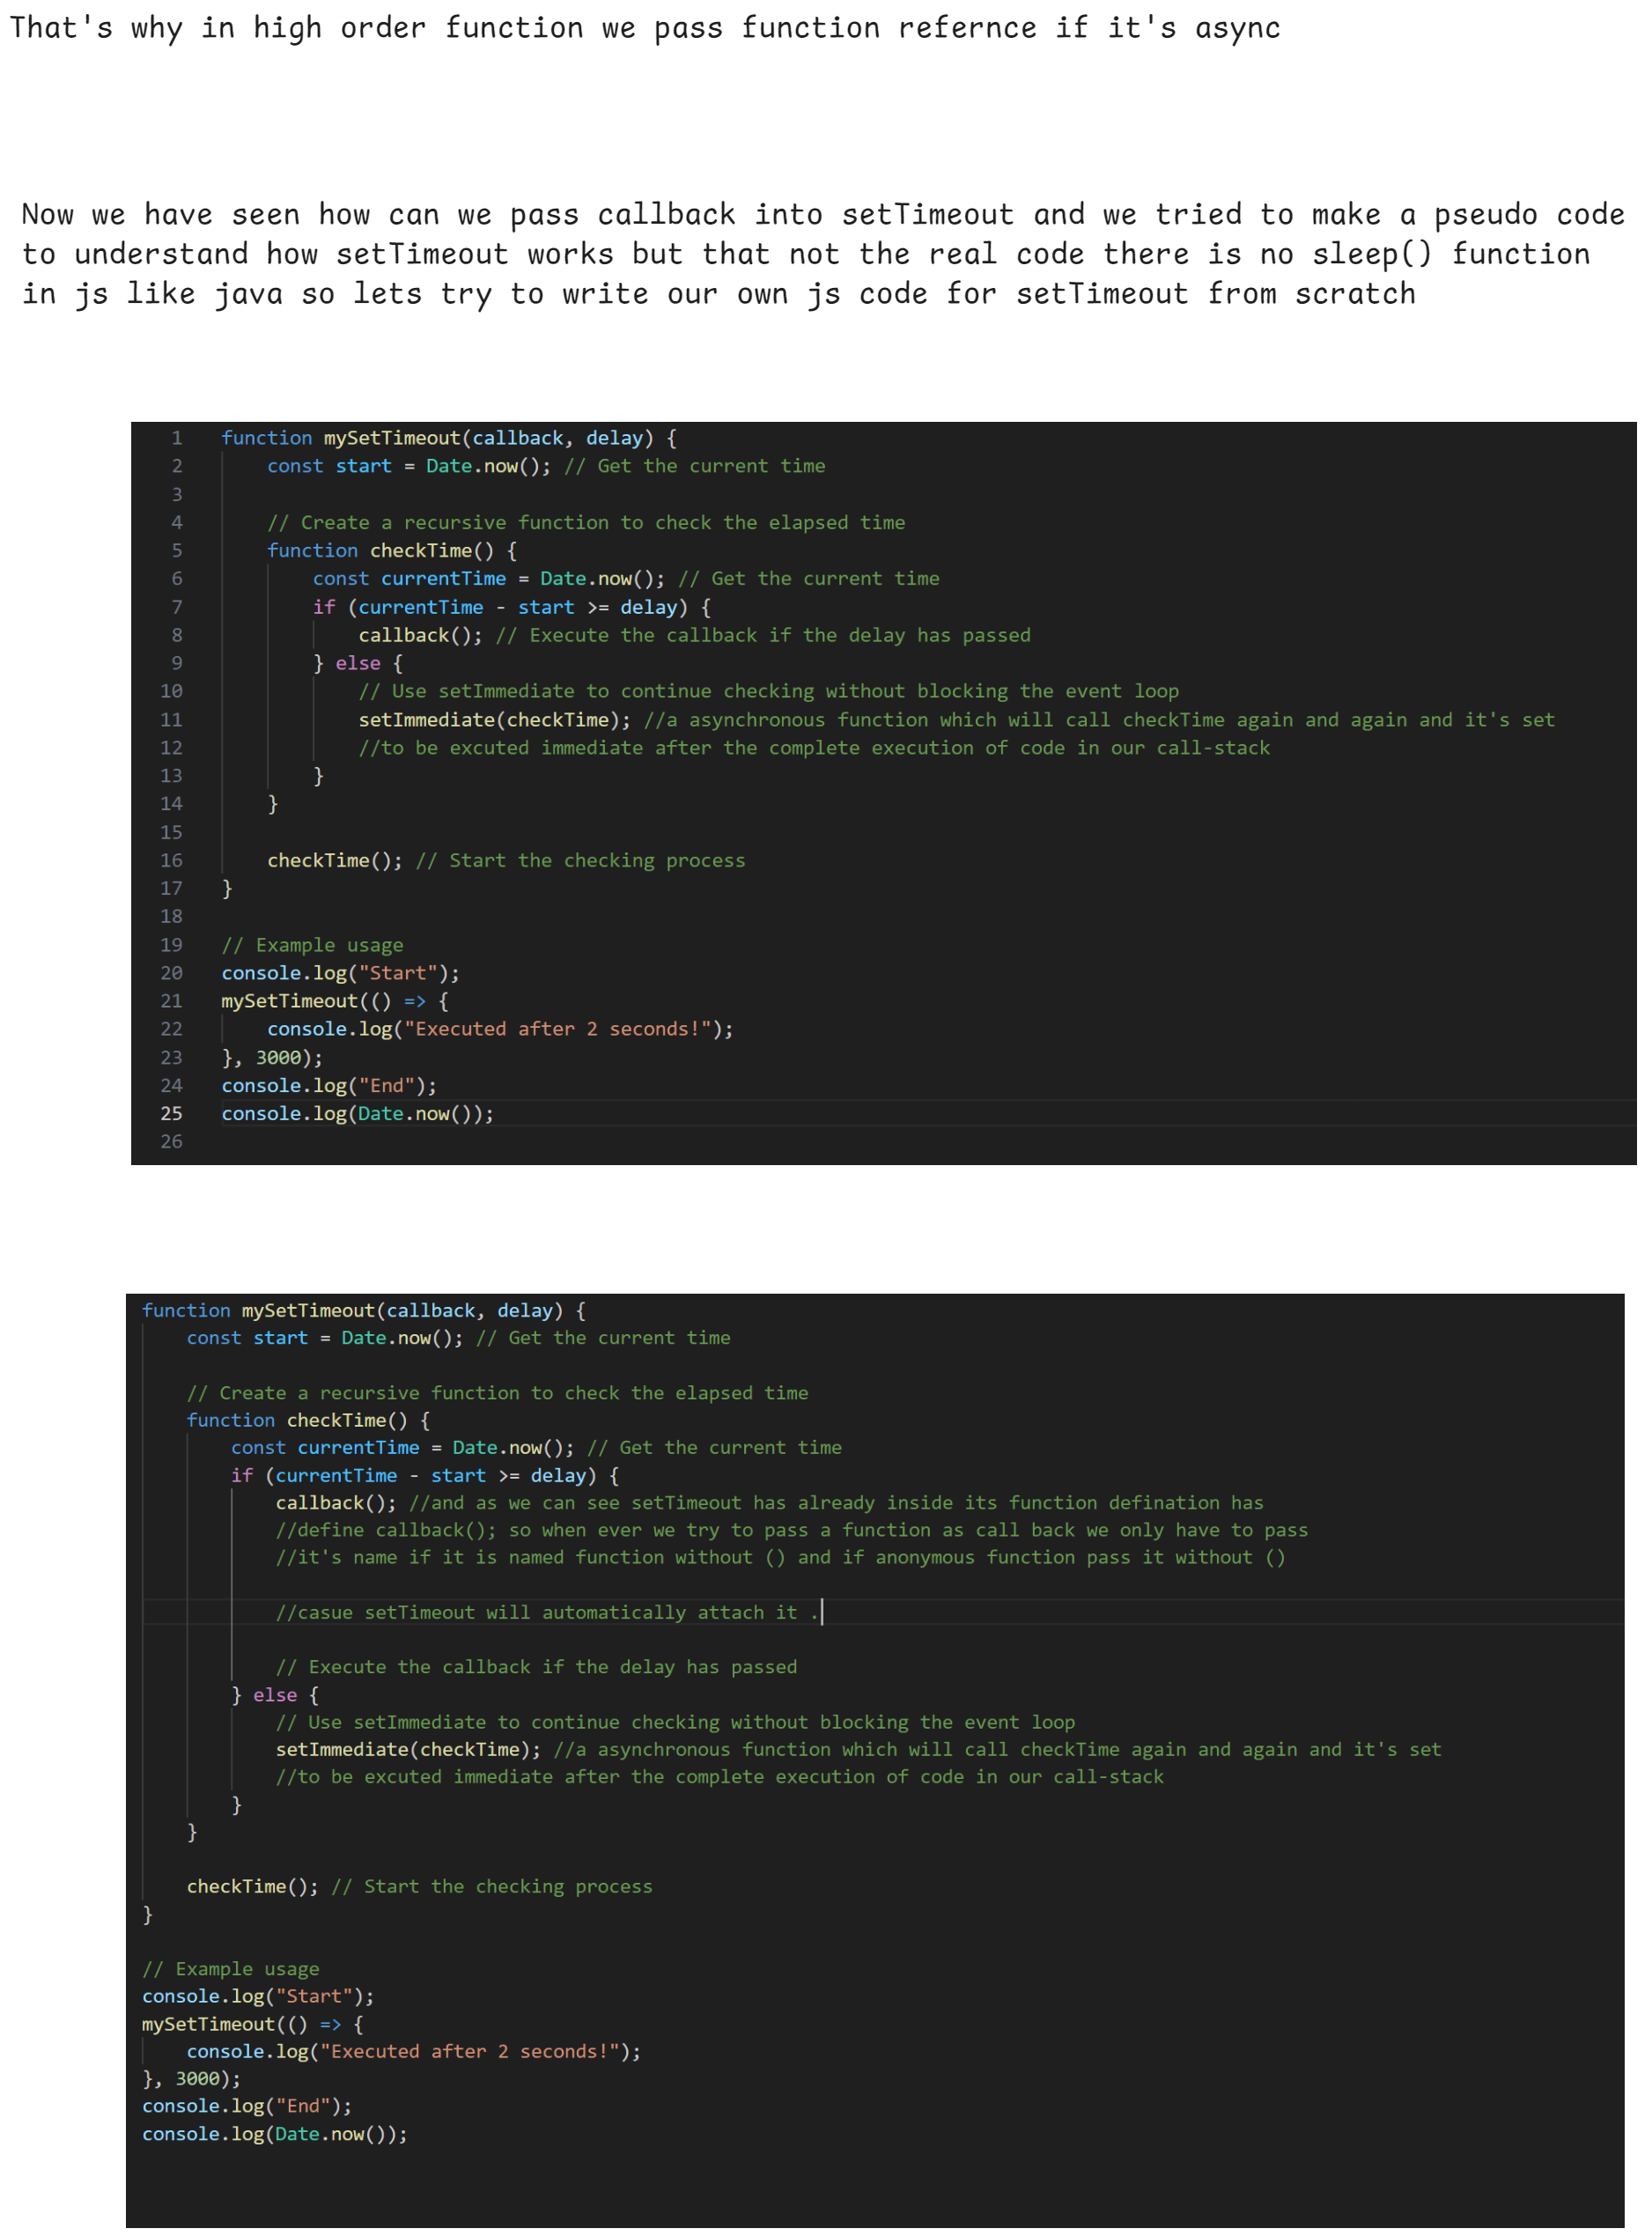 That's why in high order function we pass function refernce if it's async
Now we have seen how can we pass callback into setTimeout and we tried to make a pseudo code
to understand how setTimeout works but that not the real code there is no sleep() function
in js like java so lets try to write our own js code for setTimeout from scratch
1 function mySetTimeout(callback, delay) {
2 const start = Date.now(); // Get the current time
3
4 // Create a recursive function to check the elapsed time
5 function checkTime() {
6 const currentTime = Date.now(); // Get the current time
7 if (currentTime - start >= delay) {
8 callback(); // Execute the callback if the delay has passed
9 } else {
10 // Use setImmediate to continue checking without blocking the event loop
11 setImmediate(checkTime); //a asynchronous function which will call checkTime again and again and it's set
12 //to be excuted immediate after the complete execution of code in our call-stack
13 }
14 }
15
16 checkTime(); // Start the checking process
17 }
18
19 // Example usage
20 console.log("Start");
21 mySetTimeout(() => {
22 console.log("Executed after 2 seconds!");
23 }, 3000);
24 console.log("End");
25 console.log(Date.now());
26
function mySetTimeout(callback, delay) {
const start = Date.now(); // Get the current time
// Create a recursive function to check the elapsed time
function checkTime() {
const currentTime = Date.now(); // Get the current time
if (currentTime - start >= delay) {
callback(); //and as we can see setTimeout has already inside its function defination has
//define callback(); so when ever we try to pass a function as call back we only have to pass
//it's name if it is named function without () and if anonymous function pass it without ()
//casue setTimeout will automatically attach it .
// Execute the callback if the delay has passed
} else {
// Use setImmediate to continue checking without blocking the event loop
setImmediate(checkTime); //a asynchronous function which will call checkTime again and again and it's set
//to be excuted immediate after the complete execution of code in our call-stack
}
}
checkTime(); // Start the checking process
}
// Example usage
console.log("Start");
mySetTimeout(() => {
console.log("Executed after 2 seconds!");
}, 3000);
console.log("End");
console.log(Date.now());